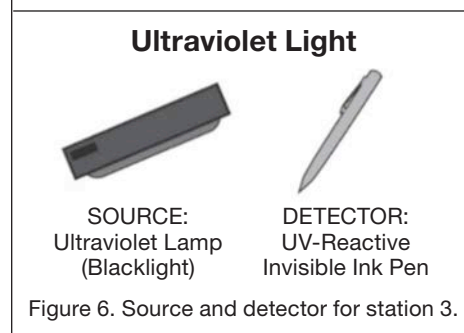 Ultraviolet Light
SOURCE:
Ultraviolet Lamp
(Blacklight)
DETECTOR:
UV-Reactive
Invisible Ink Pen
Figure 6. Source and detector for station 3.